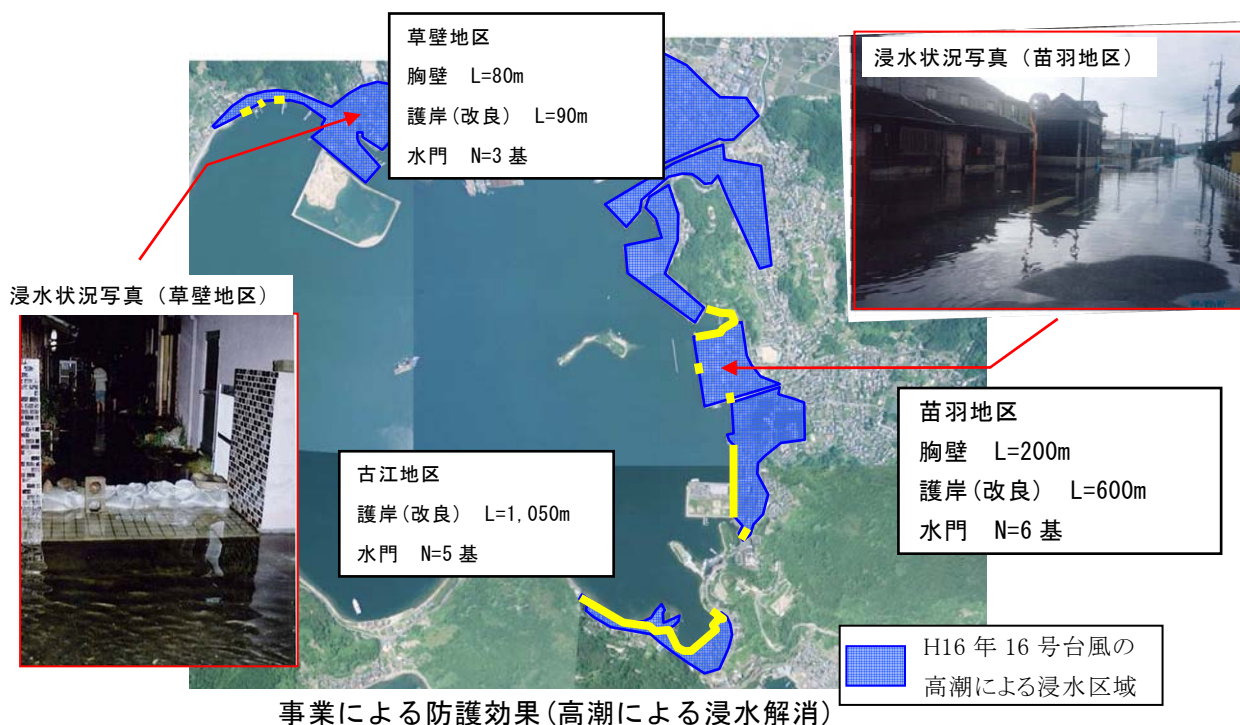 草壁地区
胸壁 L=80m
護岸(改良) L=90m
水門 N=3基
浸水状況写真(苗羽地区)
浸水状況写真(草壁地区)
苗羽地区
胸壁 L=200m
護岸(改良) L=600m
水門 N=6基
古江地区
護岸(改良) L=1,050m
水門 N=5基
H16年16号台風の
高潮による浸水区域
事業による防護効果(高潮による浸水解消)